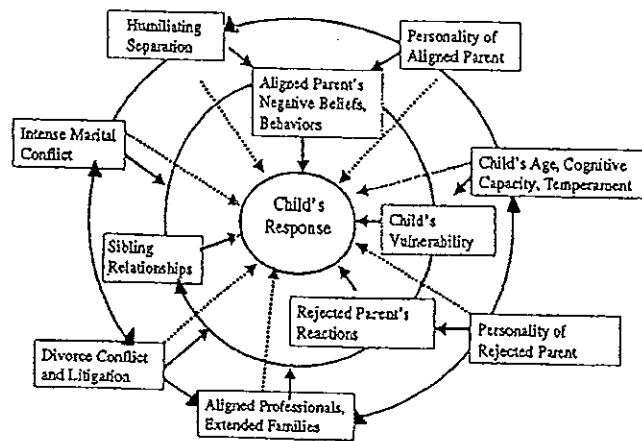 Humiliating
Separation
Personality of
Aligned Parent
Aligned Parent's
Negative Beliefs,
Behaviors
Intense Marital
Conflict
Child's Age, Cognitive
Capacity, Temperament
Child's
Response
Child's
Vulnerability
Sibling
Relationships
Rejected Parent's
Reactions
Personality of
Rejected Parent
Divorce Conflict
and Litigation
Aligned Professionals,
Extended Families